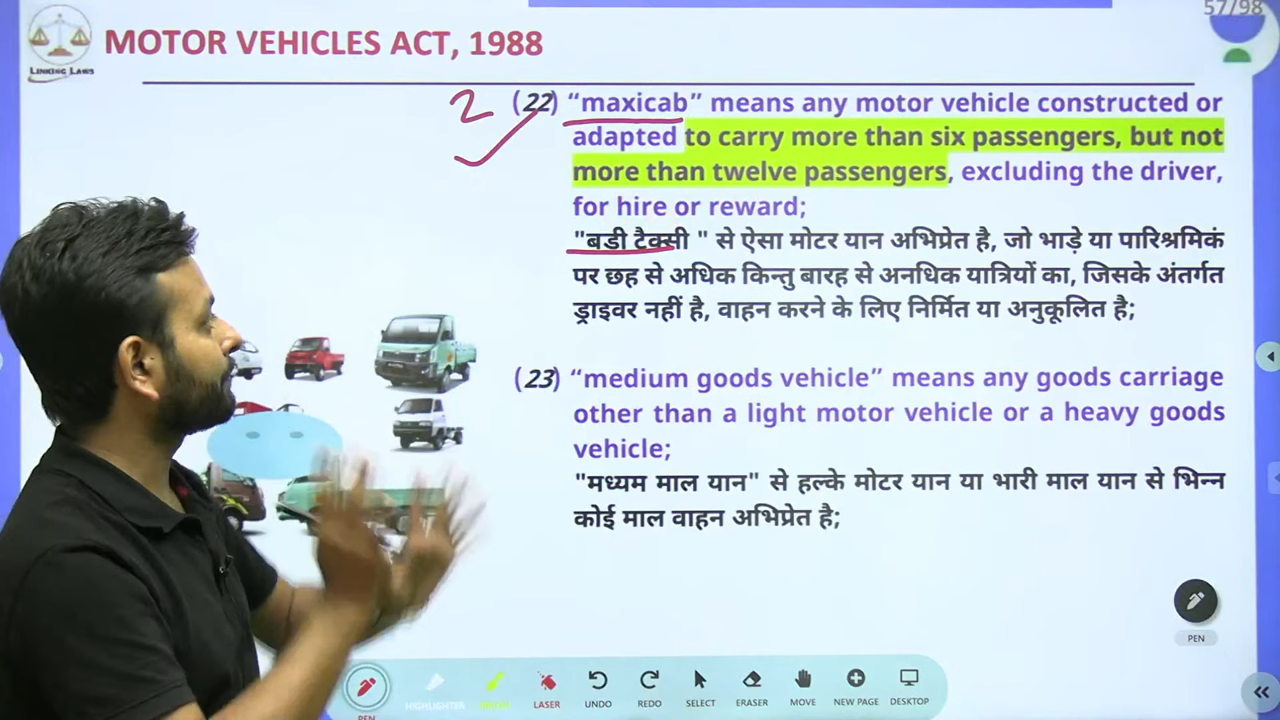 57/98
LINKING LAWS
MOTOR VEHICLES ACT, 1988
2 (22) “maxicab” means any motor vehicle constructed or
adapted to carry more than six passengers, but not
more than twelve passengers, excluding the driver,
for hire or reward;
"बडी टैक्सी " से ऐसा मोटर यान अभिप्रेत है, जो भाड़े या पारिश्रमिकं
पर छह से अधिक किन्तु बारह से अनधिक यात्रियों का, जिसके अंतर्गत
ड्राइवर नहीं है, वाहन करने के लिए निर्मित या अनुकूलित है;
(23) “medium goods vehicle” means any goods carriage
other than a light motor vehicle or a heavy goods
vehicle;
"मध्यम माल यान" से हल्के मोटर यान या भारी माल यान से भिन्न
कोई माल वाहन अभिप्रेत है;
PEN
PEN
HIGHLIGHTER
LASER
UNDO
REDO
SELECT
ERASER
MOVE
NEW PAGE
DESKTOP